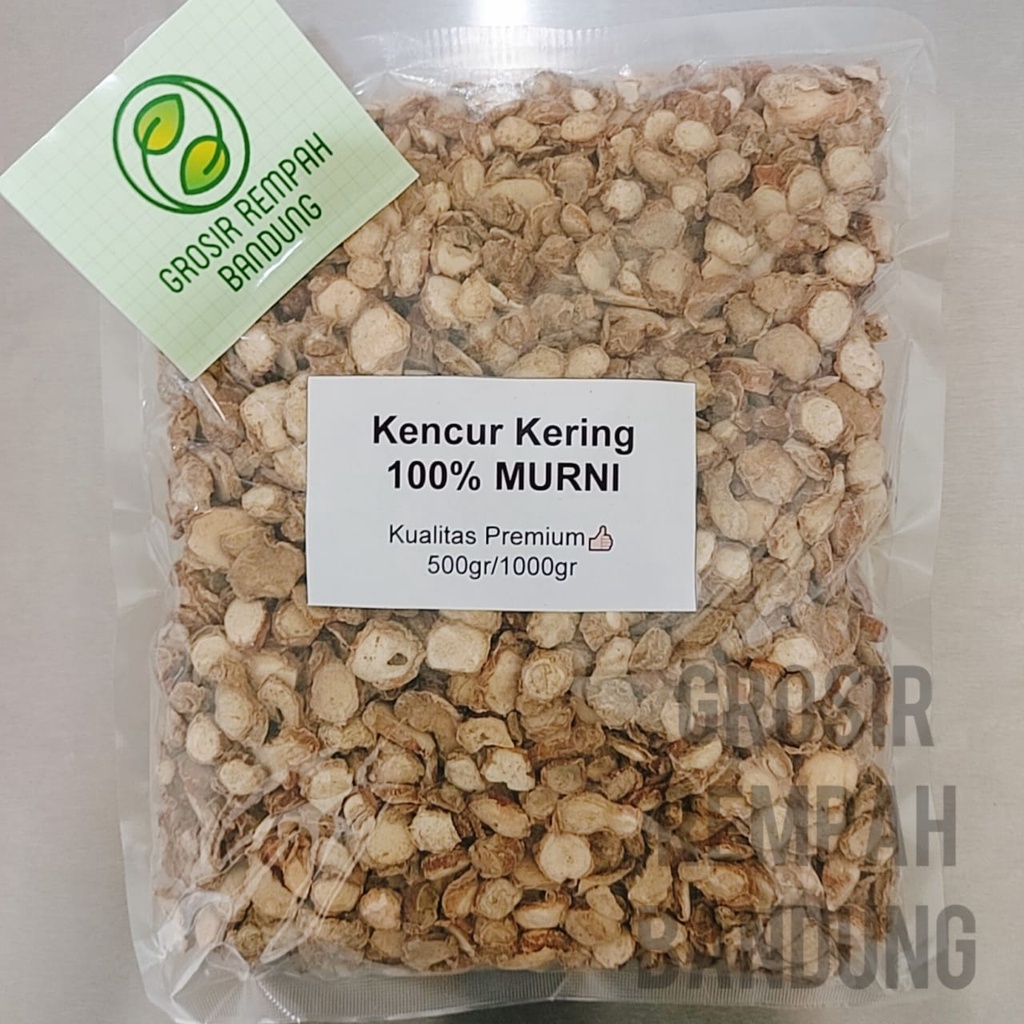 GROSIR REMPAH
BANDUNG
Kencur Kering
100% MURNI
Kualitas Premium👍
500gr/1000gr
GROSIR
REMPAH
BANDUNG